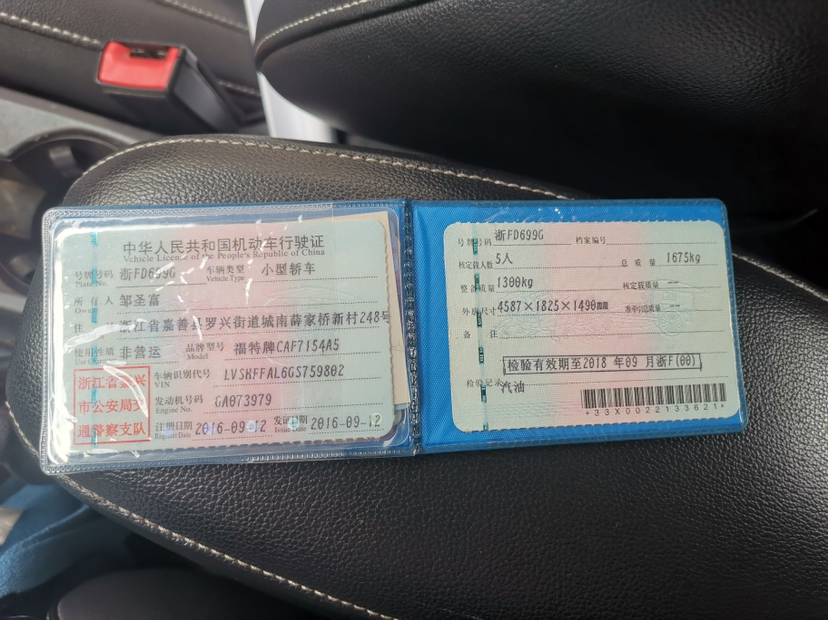 中华人民共和国机动车行驶证
Vehicle License of the People's Republic of China
号牌号码 浙FD699G 车辆类型 小型轿车
Plate No. Vehicle Type
所有人 邹圣富
Owner
住 浙江省嘉善县罗兴街道城南薛家桥新村248号
使用性质 非营运 品牌型号 福特牌CAF7154A5
Use Character Model
浙江省嘉兴
市公安局交
通警察支队
车辆识别代号 LVSHFFAL6GS759802
VIN
发动机号码 GA073979
Engine No.
注册日期 2016-09-12 发证日期 2016-09-12
Register Date Issue Date
号牌号码 浙FD699G 档案编号
核定载人数 5人 总质量 1675kg
整备质量 1300kg 核定载质量 --
外廓尺寸 4587×1825×1490mm 准牵引总质量 --
备注
检验有效期至2018 年09 月浙F(00)
检验记录 汽油
*33X0022133621*